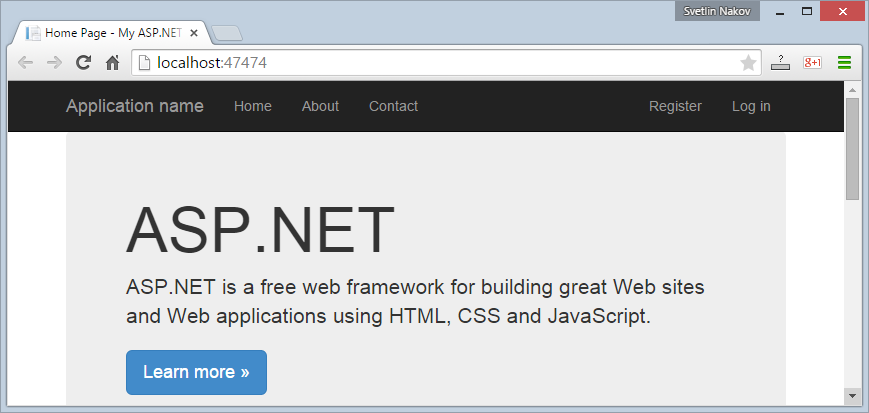 Svetlin Nakov
Home Page - My ASP.NET
localhost:47474
?
g+1
Application name Home About Contact Register Log in
ASP.NET
ASP.NET is a free web framework for building great Web sites
and Web applications using HTML, CSS and JavaScript.
Learn more »